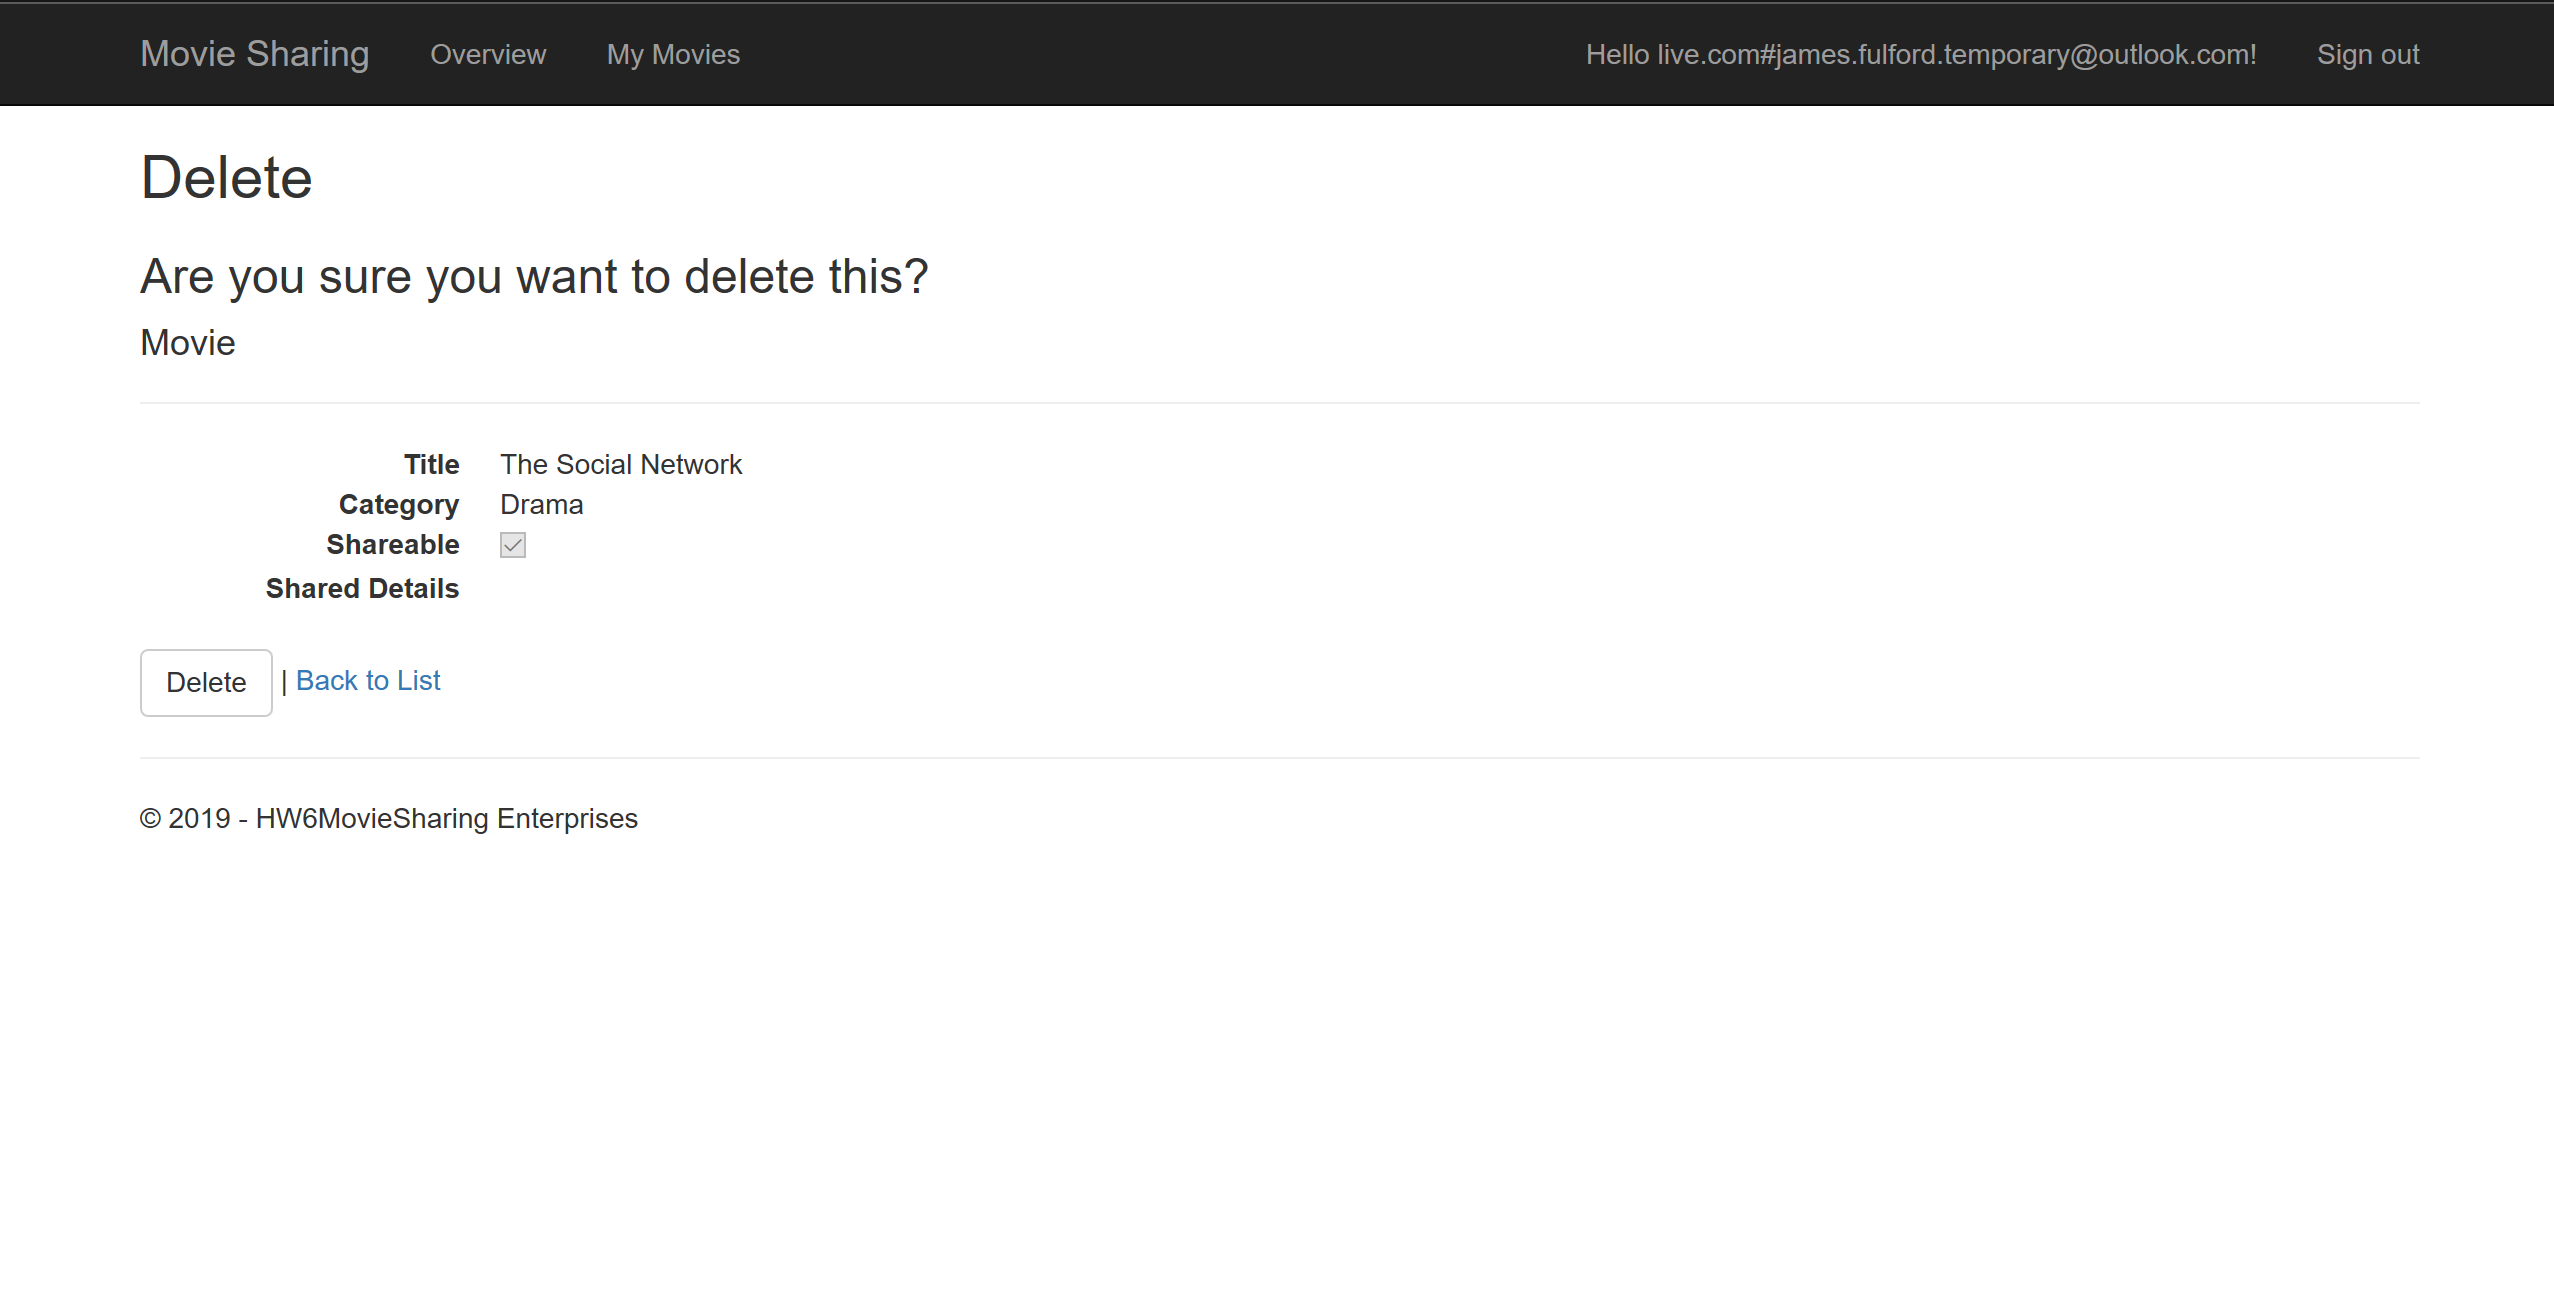 Movie Sharing Overview My Movies Hello live.com#james.fulford.temporary@outlook.com! Sign out
Delete
Are you sure you want to delete this?
Movie
Title The Social Network
Category Drama
Shareable
Shared Details
Delete | Back to List
© 2019 - HW6MovieSharing Enterprises